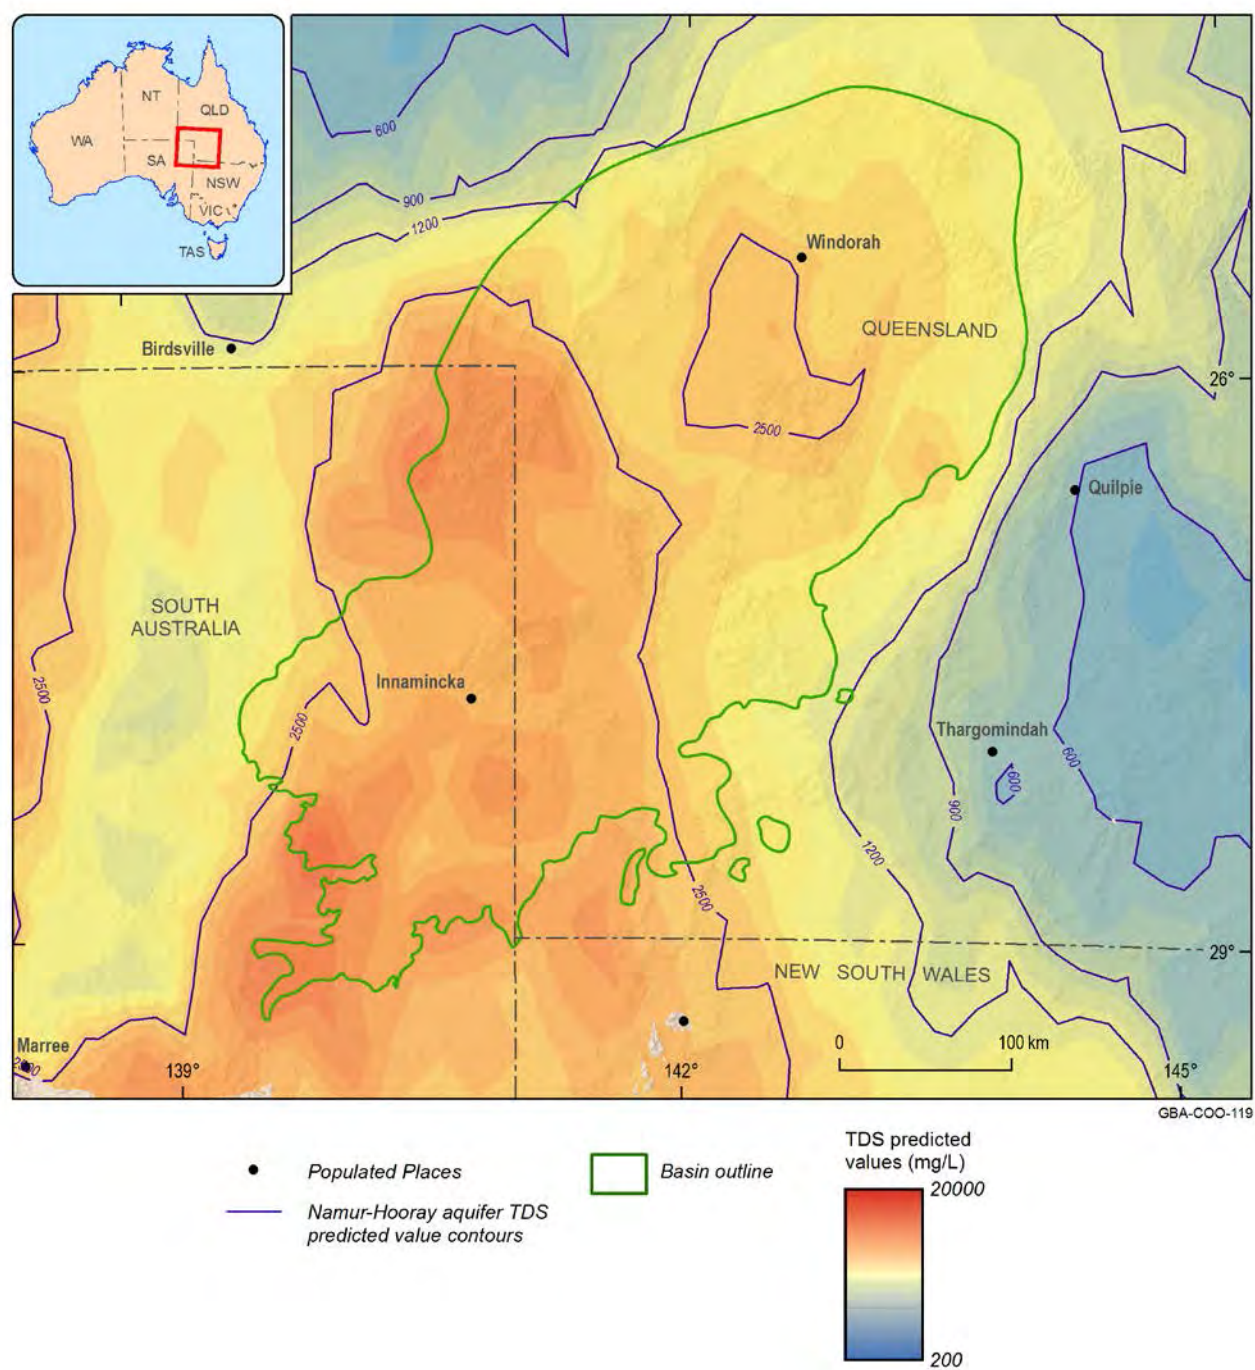 NT
QLD
WA
SA
NSW
VIC
TAS
600
900
1200
Windorah
QUEENSLAND
Birdsville
26°
2500
Quilpie
SOUTH
AUSTRALIA
2500
Innamincka
2500
Thargomindah
600
600
900
1200
2500
29°
NEW SOUTH WALES
Marree
2500
0
100 km
139°
142°
145°
GBA-COO-119
Populated Places
Namur-Hooray aquifer TDS
predicted value contours
Basin outline
TDS predicted
values (mg/L)
20000
200